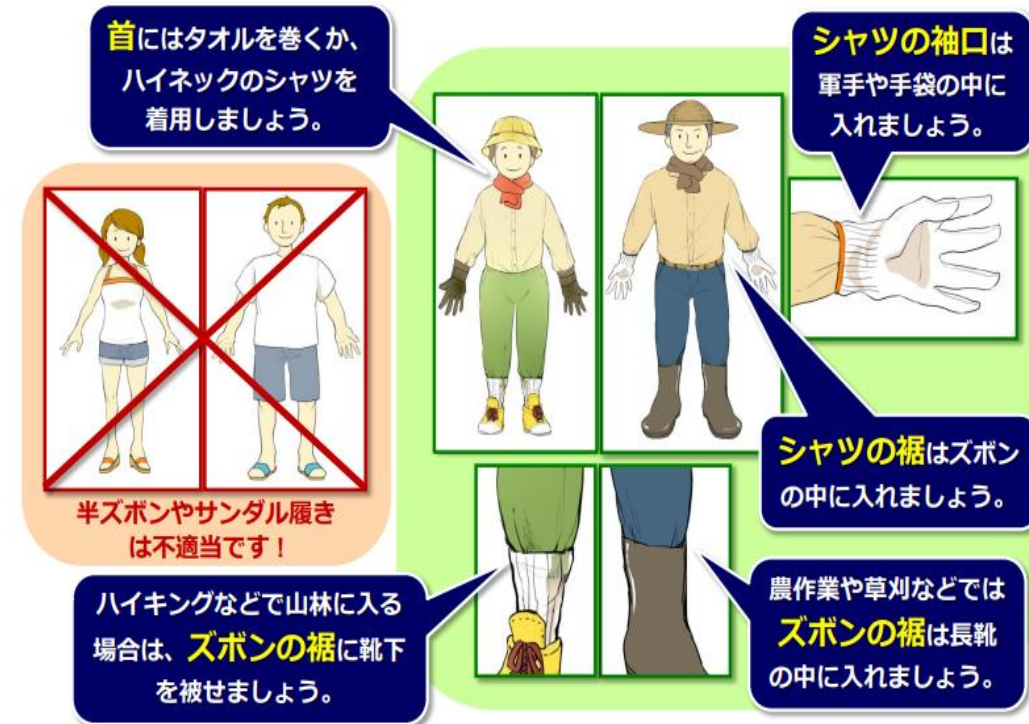 首にはタオルを巻くか、
ハイネックのシャツを
着用しましょう。
シャツの袖口は
軍手や手袋の中に
入れましょう。
半ズボンやサンダル履き
は不適当です！
シャツの裾はズボン
の中に入れましょう。
ハイキングなどで山林に入る
場合は、ズボンの裾に靴下
を被せましょう。
農作業や草刈などでは
ズボンの裾は長靴
の中に入れましょう。